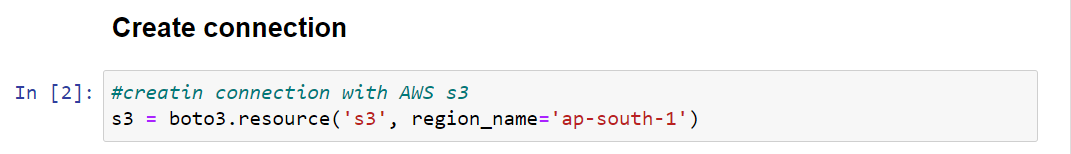 Create connection
In [2]: #creatin connection with AWS s3
s3 = boto3.resource('s3', region_name='ap-south-1')